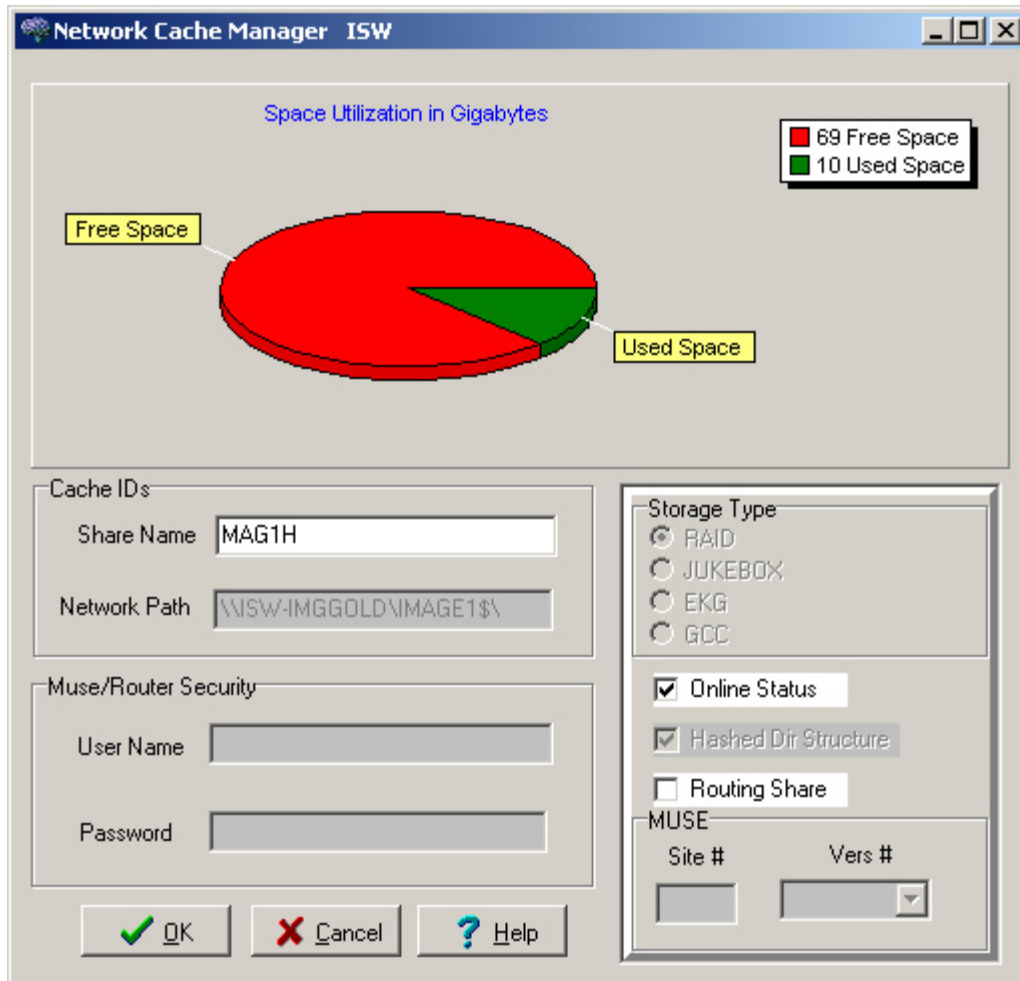 Network Cache Manager ISW
Space Utilization in Gigabytes
69 Free Space
10 Used Space
Free Space
Used Space
Cache IDs
Share Name MAG1H
Network Path \\ISW-IMGGOLD\IMAGE1$\
Muse/Router Security
User Name
Password
Storage Type
RAID
JUKEBOX
EKG
GCC
Online Status
Hashed Dir Structure
Routing Share
MUSE
Site # Vers #
OK Cancel Help